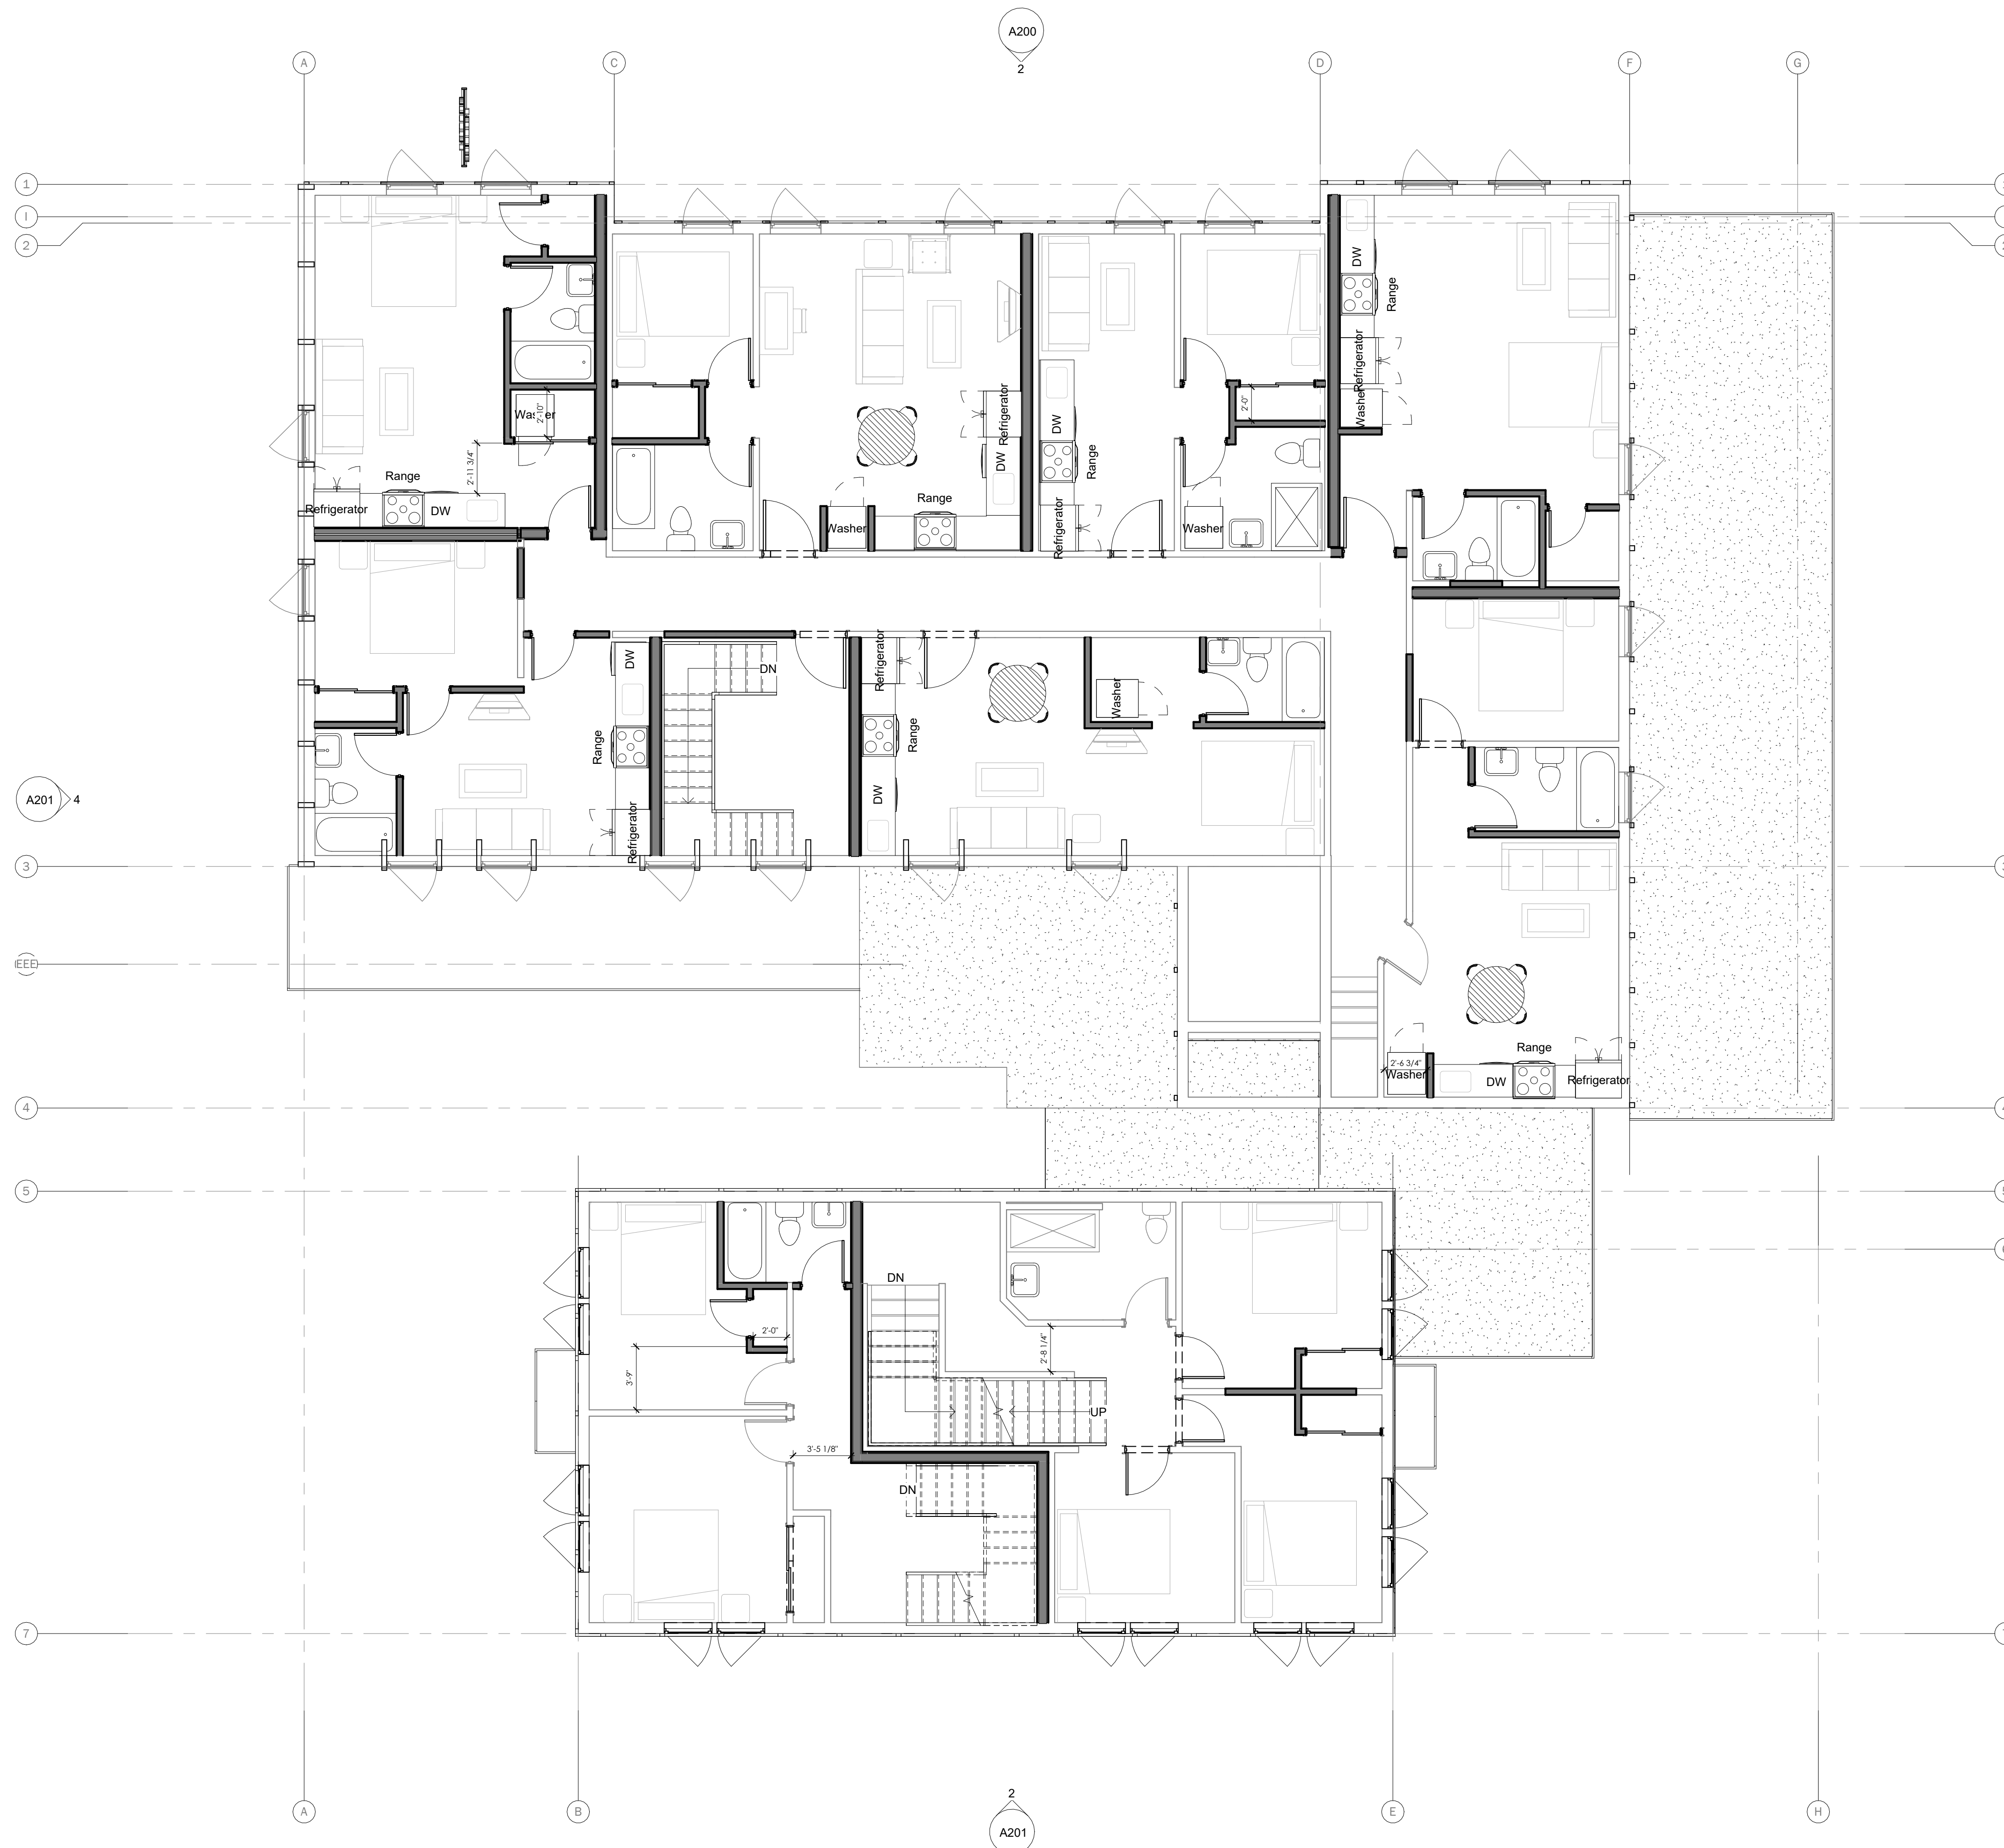 A200
2
A
C
D
F
G
1
I
2
DW
Range
Refrigerator
Washer
Washer
2'-10"
2'-11 3/4"
Range
Refrigerator
DW
Refrigerator
DW
Range
Washer
DW
Range
Refrigerator
2'-0"
Washer
DW
Range
Refrigerator
DN
Refrigerator
Range
DW
Washer
A201
4
3
EEE
4
2'-6 3/4"
Washer
DW
Range
Refrigerator
5
DN
2'-0"
3'-9"
2'-8 1/4"
UP
3'-5 1/8"
DN
7
A
B
E
H
2
A201